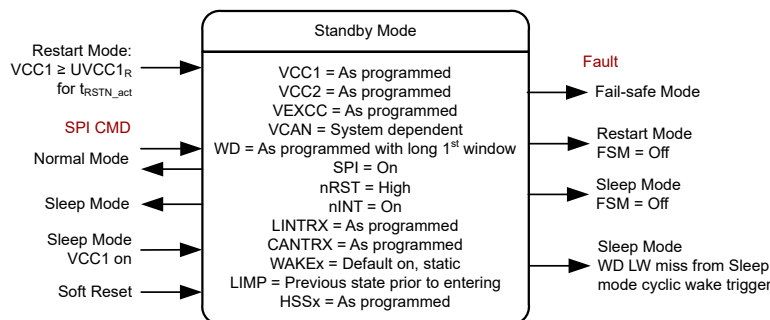 Standby Mode
Restart Mode:
VCC1 ≥ UVCC1R
for tRSTN_act
SPI CMD
Normal Mode
Sleep Mode
Sleep Mode
VCC1 on
Soft Reset
VCC1 = As programmed
VCC2 = As programmed
VEXCC = As programmed
VCAN = System dependent
WD = As programmed with long 1st window
SPI = On
nRST = High
nINT = On
LINTRX = As programmed
CANTRX = As programmed
WAKEx = Default on, static
LIMP = Previous state prior to entering
HSSx = As programmed
Fault
Fail-safe Mode
Restart Mode
FSM = Off
Sleep Mode
FSM = Off
Sleep Mode
WD LW miss from Sleep
mode cyclic wake trigger